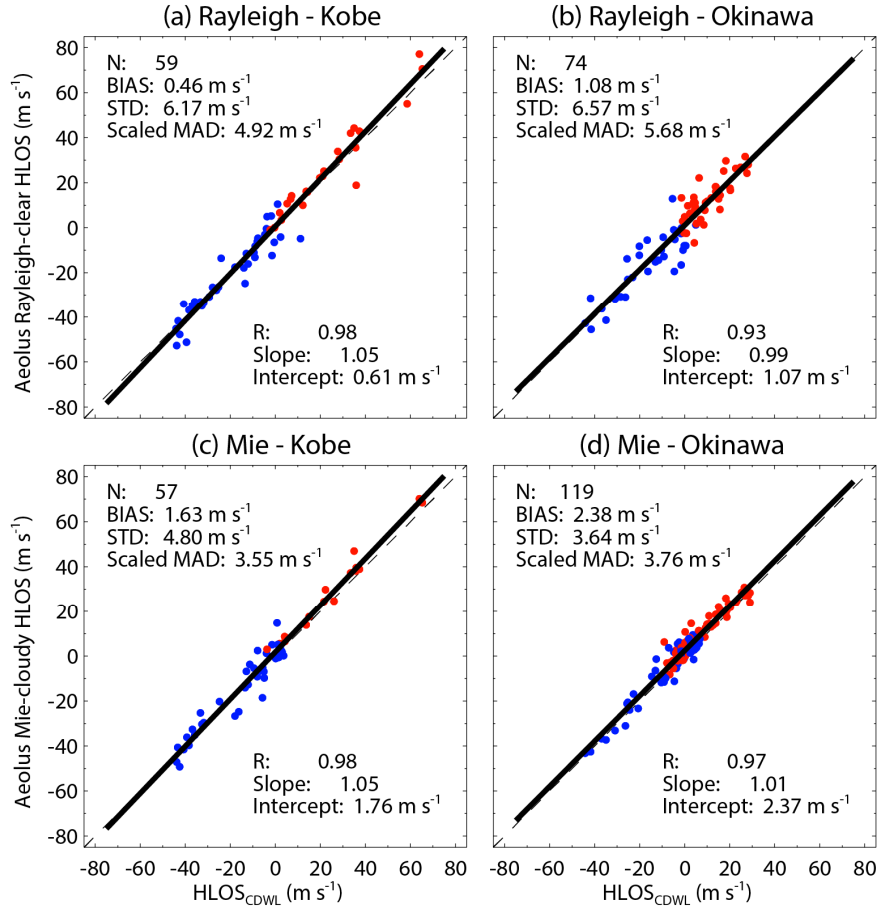 (a) Rayleigh - Kobe
(b) Rayleigh - Okinawa
Aeolus Rayleigh-clear HLOS (m s⁻¹)
80
60
40
20
0
-20
-40
-60
-80
N: 59
BIAS: 0.46 m s⁻¹
STD: 6.17 m s⁻¹
Scaled MAD: 4.92 m s⁻¹
R: 0.98
Slope: 1.05
Intercept: 0.61 m s⁻¹
N: 74
BIAS: 1.08 m s⁻¹
STD: 6.57 m s⁻¹
Scaled MAD: 5.68 m s⁻¹
R: 0.93
Slope: 0.99
Intercept: 1.07 m s⁻¹
(c) Mie - Kobe
(d) Mie - Okinawa
Aeolus Mie-cloudy HLOS (m s⁻¹)
80
60
40
20
0
-20
-40
-60
-80
N: 57
BIAS: 1.63 m s⁻¹
STD: 4.80 m s⁻¹
Scaled MAD: 3.55 m s⁻¹
R: 0.98
Slope: 1.05
Intercept: 1.76 m s⁻¹
N: 119
BIAS: 2.38 m s⁻¹
STD: 3.64 m s⁻¹
Scaled MAD: 3.76 m s⁻¹
R: 0.97
Slope: 1.01
Intercept: 2.37 m s⁻¹
-80 -60 -40 -20 0 20 40 60 80
-80 -60 -40 -20 0 20 40 60 80
HLOS_CDWL (m s⁻¹)
HLOS_CDWL (m s⁻¹)